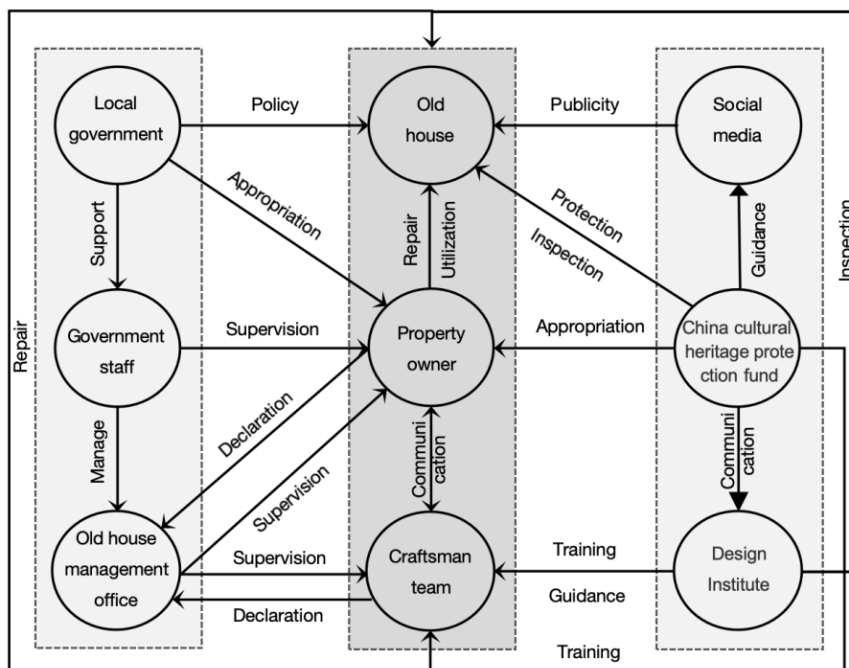 Local
government
Policy
Old
house
Publicity
Social
media
Appropriation
Protection
Inspection
Support
Repair
Utilization
Guidance
Inspection
Repair
Government
staff
Supervision
Property
owner
Appropriation
China cultural
heritage prote
ction fund
Declaration
Supervision
Manage
Communi
cation
Communi
cation
Old house
management
office
Supervision
Declaration
Craftsman
team
Training
Guidance
Design
Institute
Training